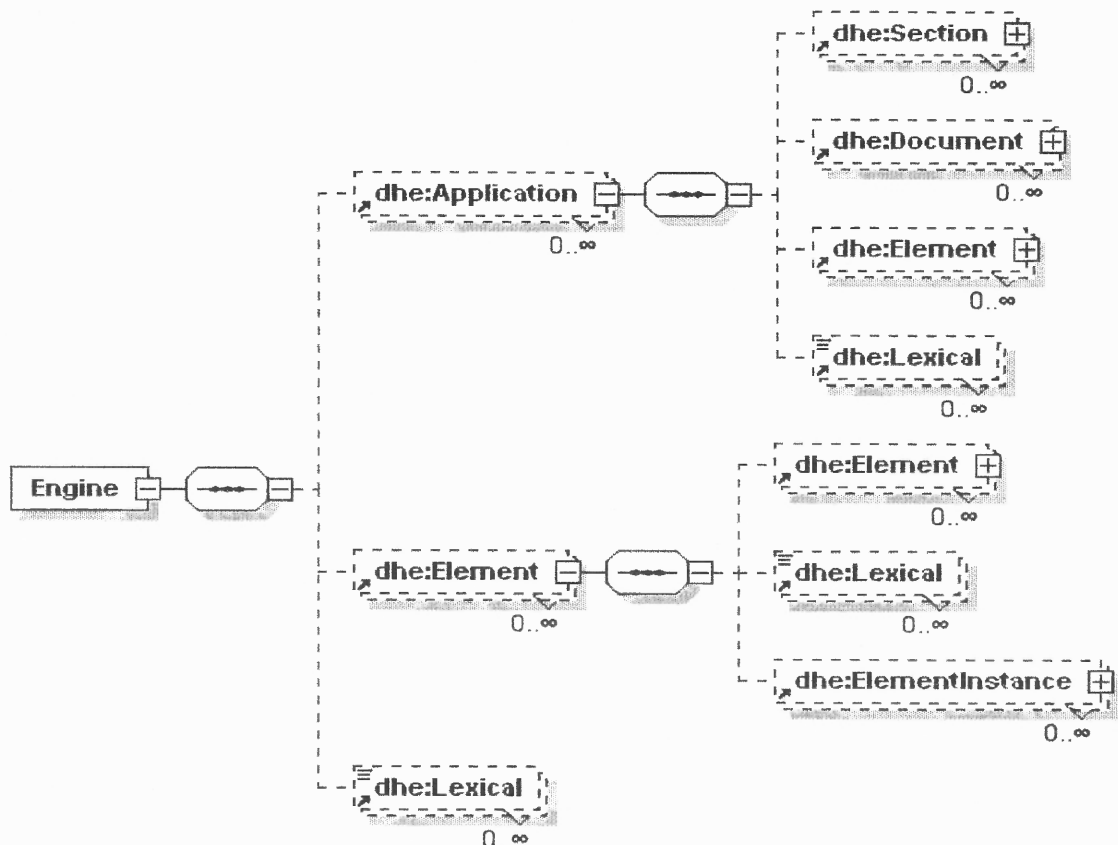 dhe:Section
0..∞
dhe:Document
0..∞
dhe:Application
0..∞
dhe:Element
0..∞
dhe:Lexical
0..∞
Engine
dhe:Element
0..∞
dhe:Element
0..∞
dhe:Lexical
0..∞
dhe:ElementInstance
0..∞
dhe:Lexical
0..∞